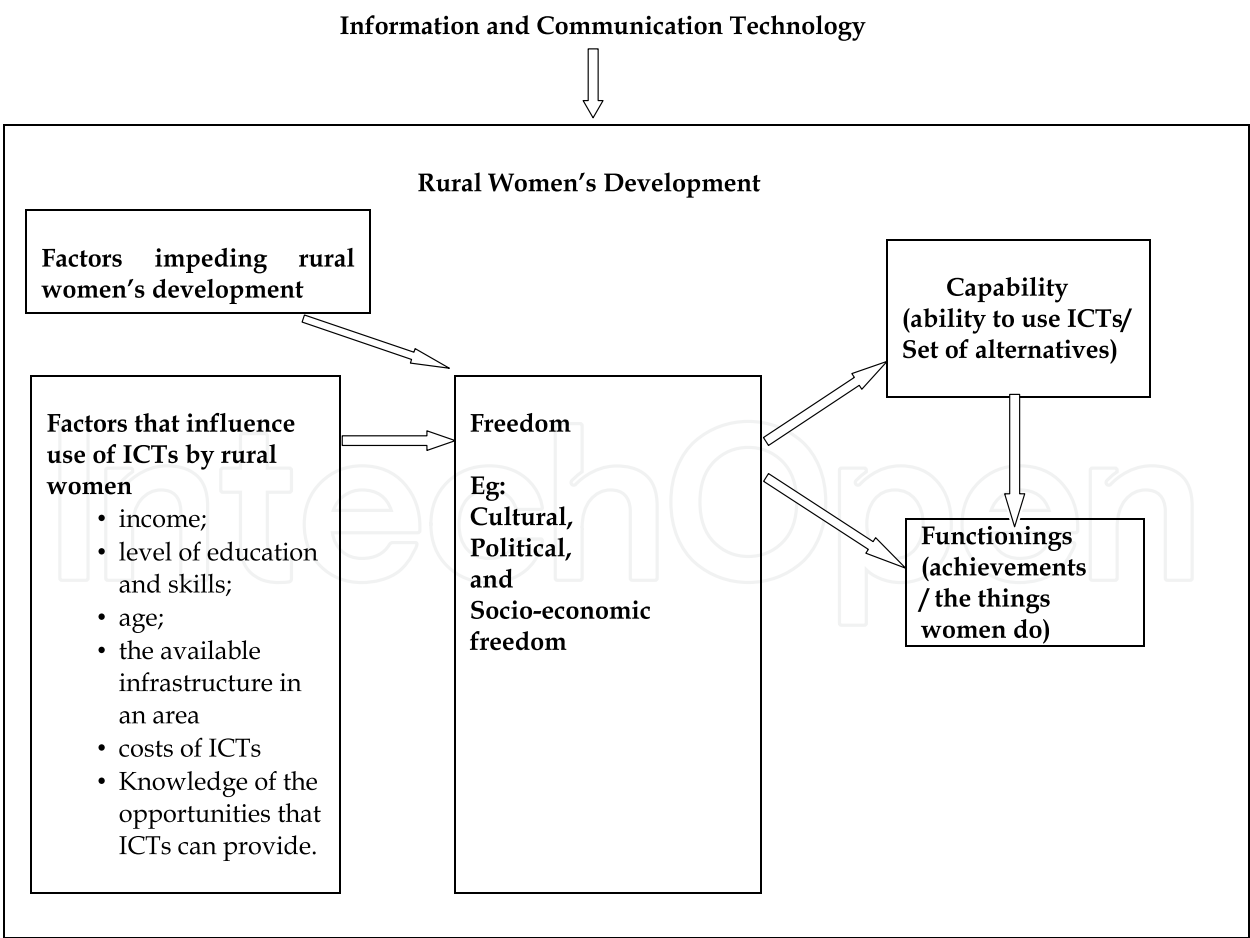 Information and Communication Technology
Rural Women's Development
Factors impeding rural
women's development
Factors that influence
use of ICTs by rural
women
• income;
• level of education
and skills;
• age;
• the available
infrastructure in
an area
• costs of ICTs
• Knowledge of the
opportunities that
ICTs can provide.
Freedom
Eg:
Cultural,
Political,
and
Socio-economic
freedom
Capability
(ability to use ICTs/
Set of alternatives)
Functionings
(achievements
/ the things
women do)
IntechOpen